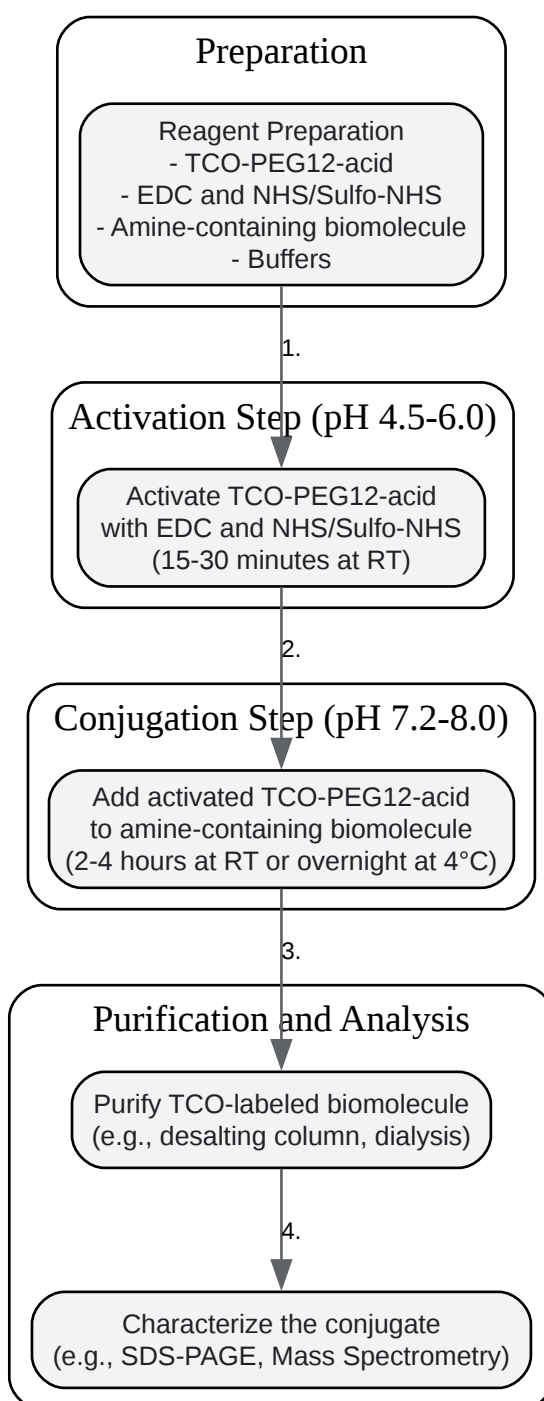 Preparation
Reagent Preparation
- TCO-PEG12-acid
- EDC and NHS/Sulfo-NHS
- Amine-containing biomolecule
- Buffers
1.
Activation Step (pH 4.5-6.0)
Activate TCO-PEG12-acid
with EDC and NHS/Sulfo-NHS
(15-30 minutes at RT)
2.
Conjugation Step (pH 7.2-8.0)
Add activated TCO-PEG12-acid
to amine-containing biomolecule
(2-4 hours at RT or overnight at 4°C)
3.
Purification and Analysis
Purify TCO-labeled biomolecule
(e.g., desalting column, dialysis)
4.
Characterize the conjugate
(e.g., SDS-PAGE, Mass Spectrometry)